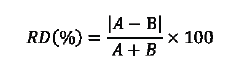 RD(%) = |A − B| / A + B × 100